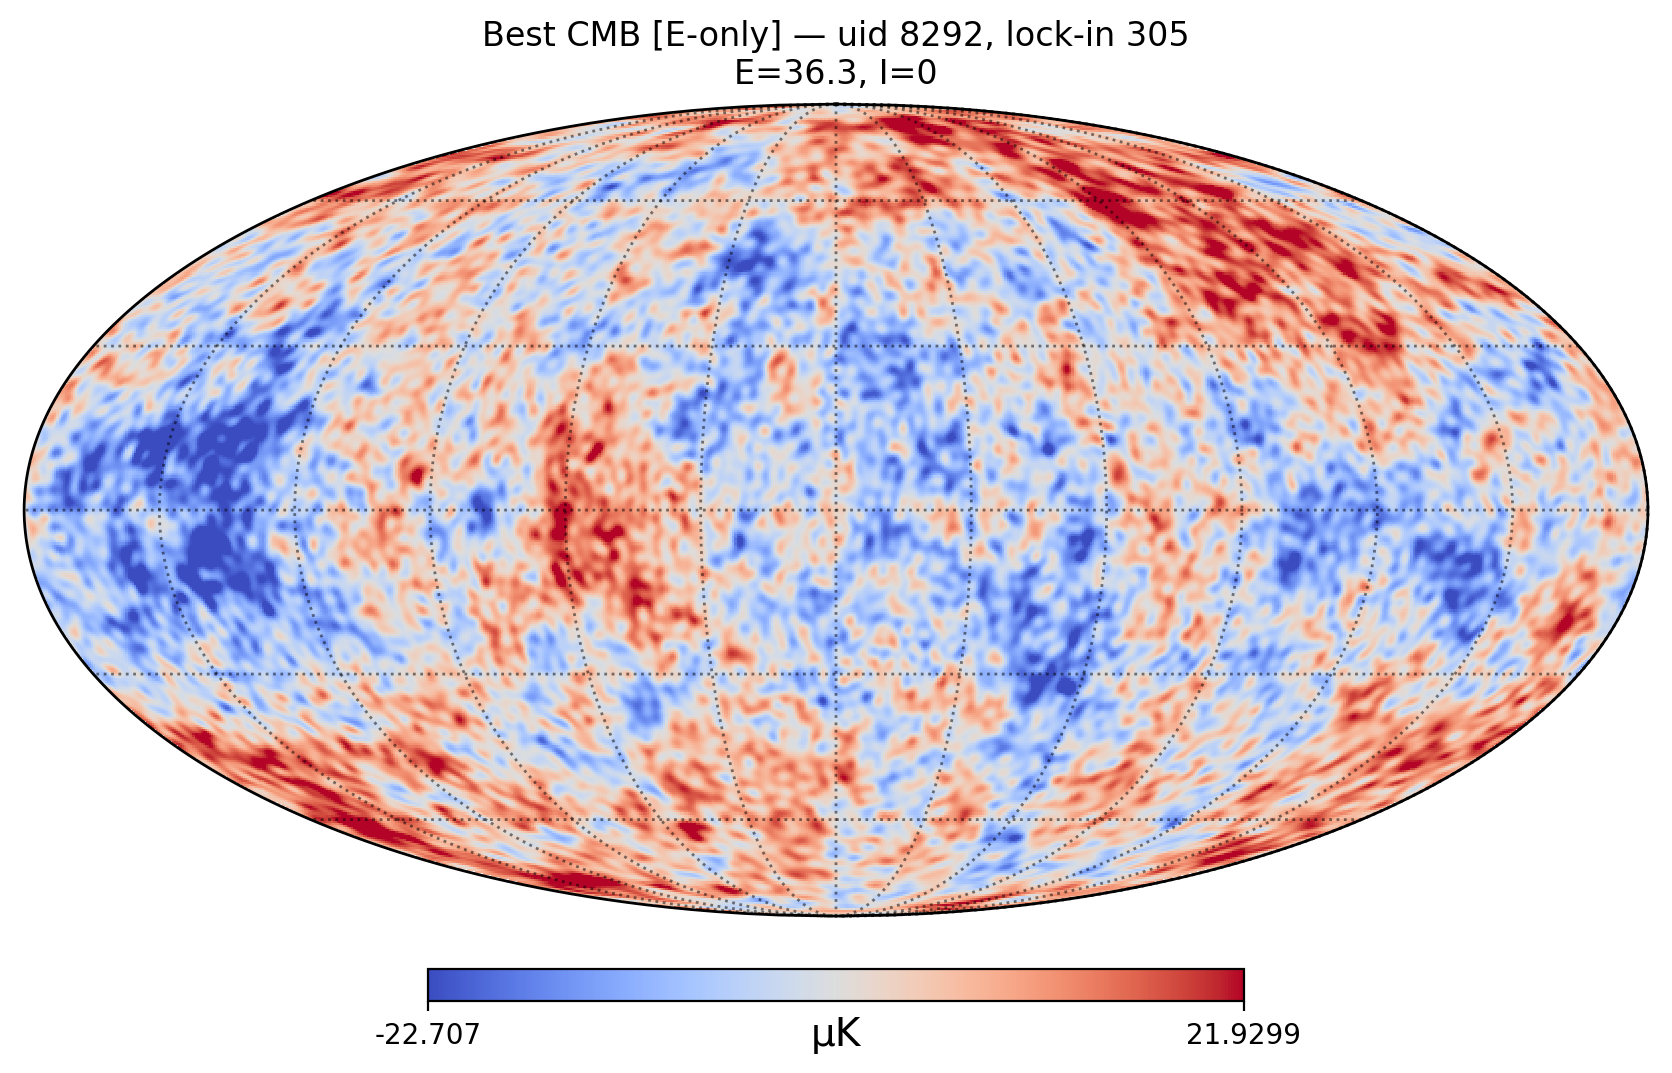 Best CMB [E-only] — uid 8292, lock-in 305
E=36.3, I=0
-22.707
μK
21.9299